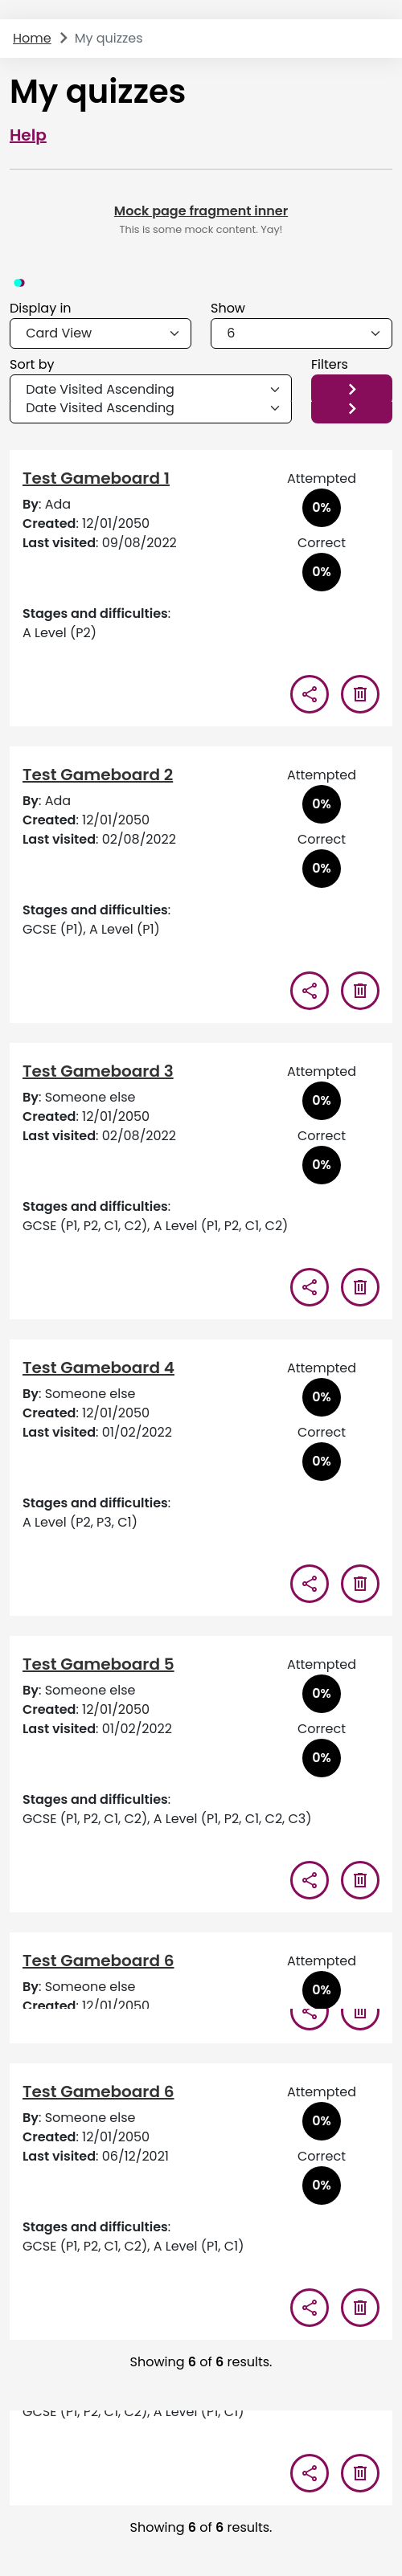 Home > My quizzes
My quizzes
Help
Mock page fragment inner
This is some mock content. Yay!
Display in
Show
Card View
6
Sort by
Filters
Date Visited Ascending
Date Visited Ascending
Test Gameboard 1
Attempted
By: Ada
0%
Created: 12/01/2050
Last visited: 09/08/2022
Correct
0%
Stages and difficulties:
A Level (P2)
Test Gameboard 2
Attempted
By: Ada
0%
Created: 12/01/2050
Last visited: 02/08/2022
Correct
0%
Stages and difficulties:
GCSE (P1), A Level (P1)
Test Gameboard 3
Attempted
By: Someone else
0%
Created: 12/01/2050
Last visited: 02/08/2022
Correct
0%
Stages and difficulties:
GCSE (P1, P2, C1, C2), A Level (P1, P2, C1, C2)
Test Gameboard 4
Attempted
By: Someone else
0%
Created: 12/01/2050
Last visited: 01/02/2022
Correct
0%
Stages and difficulties:
A Level (P2, P3, C1)
Test Gameboard 5
Attempted
By: Someone else
0%
Created: 12/01/2050
Last visited: 01/02/2022
Correct
0%
Stages and difficulties:
GCSE (P1, P2, C1, C2), A Level (P1, P2, C1, C2, C3)
Test Gameboard 6
Attempted
By: Someone else
0%
Created: 12/01/2050
Test Gameboard 6
Attempted
By: Someone else
0%
Created: 12/01/2050
Last visited: 06/12/2021
Correct
0%
Stages and difficulties:
GCSE (P1, P2, C1, C2), A Level (P1, C1)
Showing 6 of 6 results.
GCSE (P1, P2, C1, C2), A Level (P1, C1)
Showing 6 of 6 results.